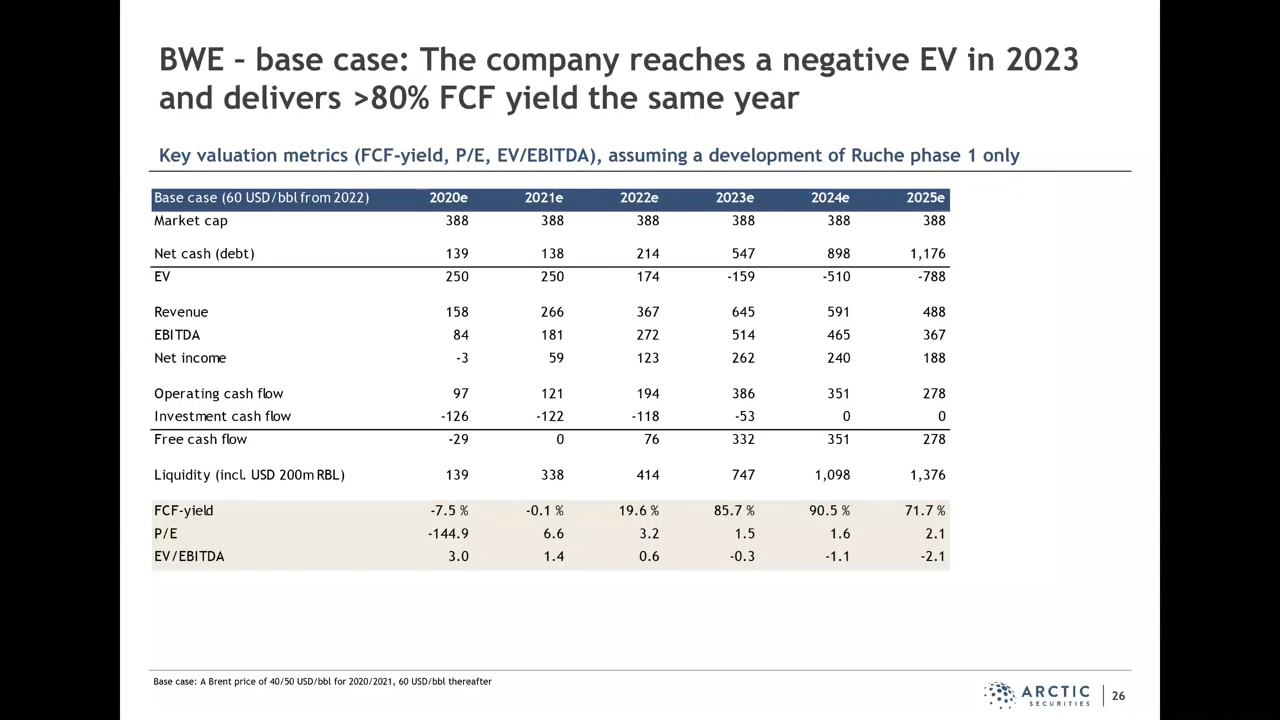 BWE – base case: The company reaches a negative EV in 2023
and delivers >80% FCF yield the same year
Key valuation metrics (FCF-yield, P/E, EV/EBITDA), assuming a development of Ruche phase 1 only
Base case (60 USD/bbl from 2022) 2020e 2021e 2022e 2023e 2024e 2025e
Market cap 388 388 388 388 388 388
Net cash (debt) 139 138 214 547 898 1,176
EV 250 250 174 -159 -510 -788
Revenue 158 266 367 645 591 488
EBITDA 84 181 272 514 465 367
Net income -3 59 123 262 240 188
Operating cash flow 97 121 194 386 351 278
Investment cash flow -126 -122 -118 -53 0 0
Free cash flow -29 0 76 332 351 278
Liquidity (incl. USD 200m RBL) 139 338 414 747 1,098 1,376
FCF-yield -7.5 % -0.1 % 19.6 % 85.7 % 90.5 % 71.7 %
P/E -144.9 6.6 3.2 1.5 1.6 2.1
EV/EBITDA 3.0 1.4 0.6 -0.3 -1.1 -2.1
Base case: A Brent price of 40/50 USD/bbl for 2020/2021, 60 USD/bbl thereafter
ARCTIC
SECURITIES
26